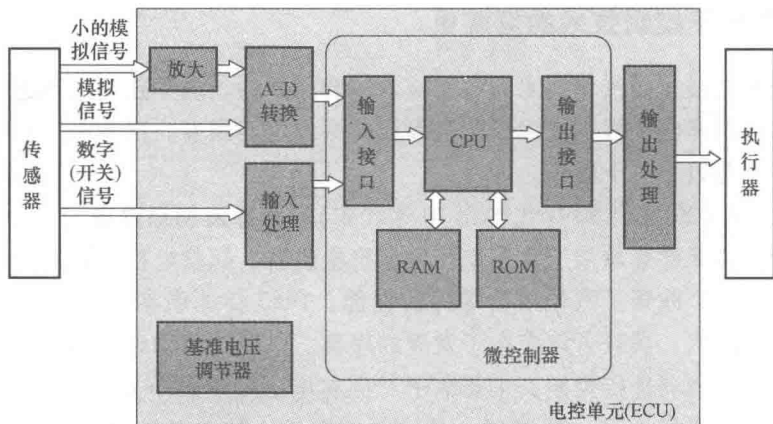 小的模
拟信号
模拟
信号
数字
(开关)
信号
传
感
器
放大
A-D
转换
输入
处理
输
入
接
口
CPU
RAM
ROM
输
出
接
口
微控制器
输
出
处
理
执
行
器
基准电压
调节器
电控单元(ECU)